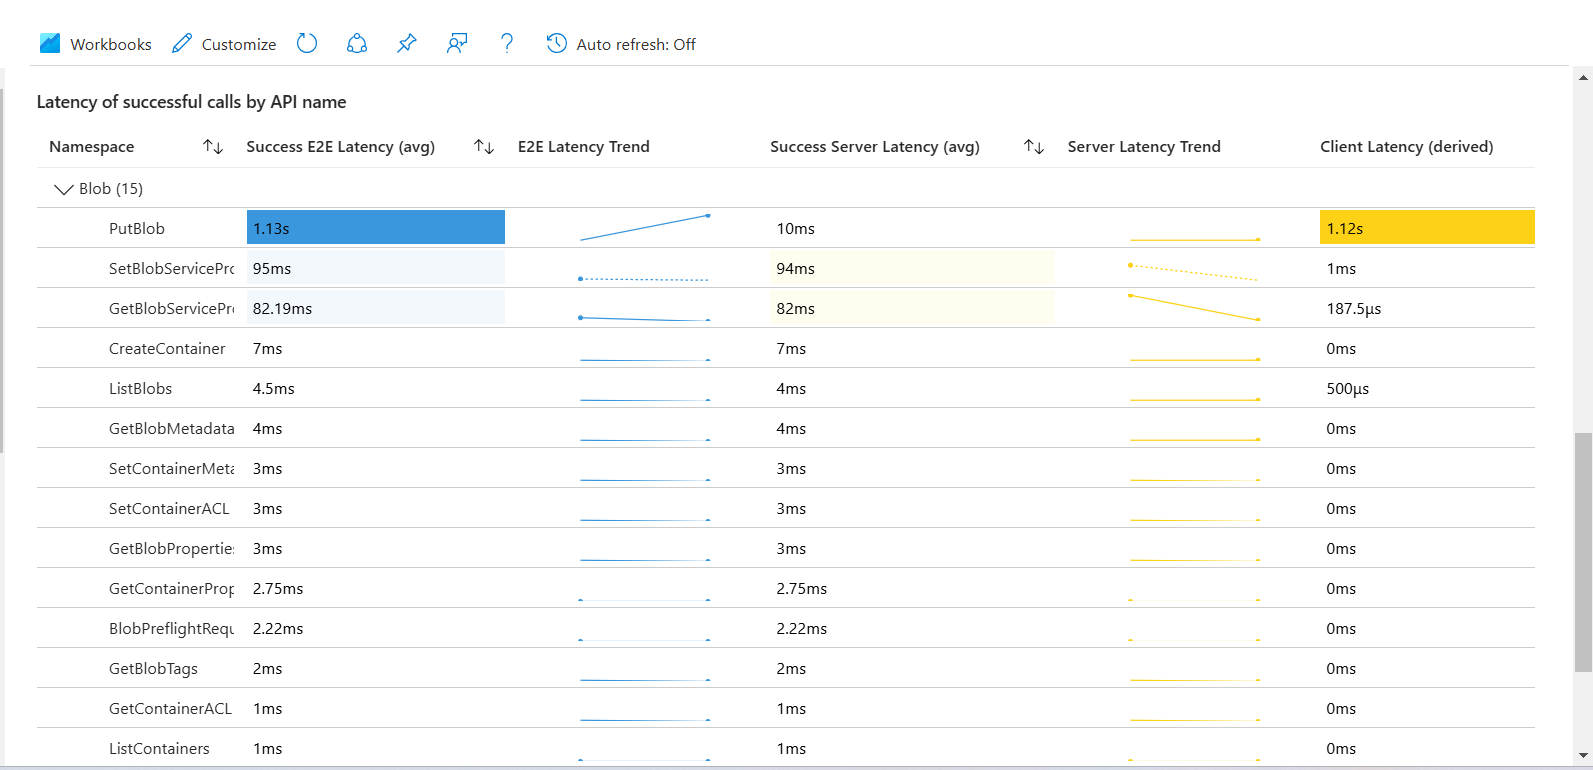 Workbooks Customize Auto refresh: Off
Latency of successful calls by API name
Namespace Success E2E Latency (avg) E2E Latency Trend Success Server Latency (avg) Server Latency Trend Client Latency (derived)
Blob (15)
PutBlob 1.13s 10ms 1.12s
SetBlobServicePro 95ms 94ms 1ms
GetBlobServicePro 82.19ms 82ms 187.5µs
CreateContainer 7ms 7ms 0ms
ListBlobs 4.5ms 4ms 500µs
GetBlobMetadata 4ms 4ms 0ms
SetContainerMeta 3ms 3ms 0ms
SetContainerACL 3ms 3ms 0ms
GetBlobProperties 3ms 3ms 0ms
GetContainerProp 2.75ms 2.75ms 0ms
BlobPreflightRequ 2.22ms 2.22ms 0ms
GetBlobTags 2ms 2ms 0ms
GetContainerACL 1ms 1ms 0ms
ListContainers 1ms 1ms 0ms